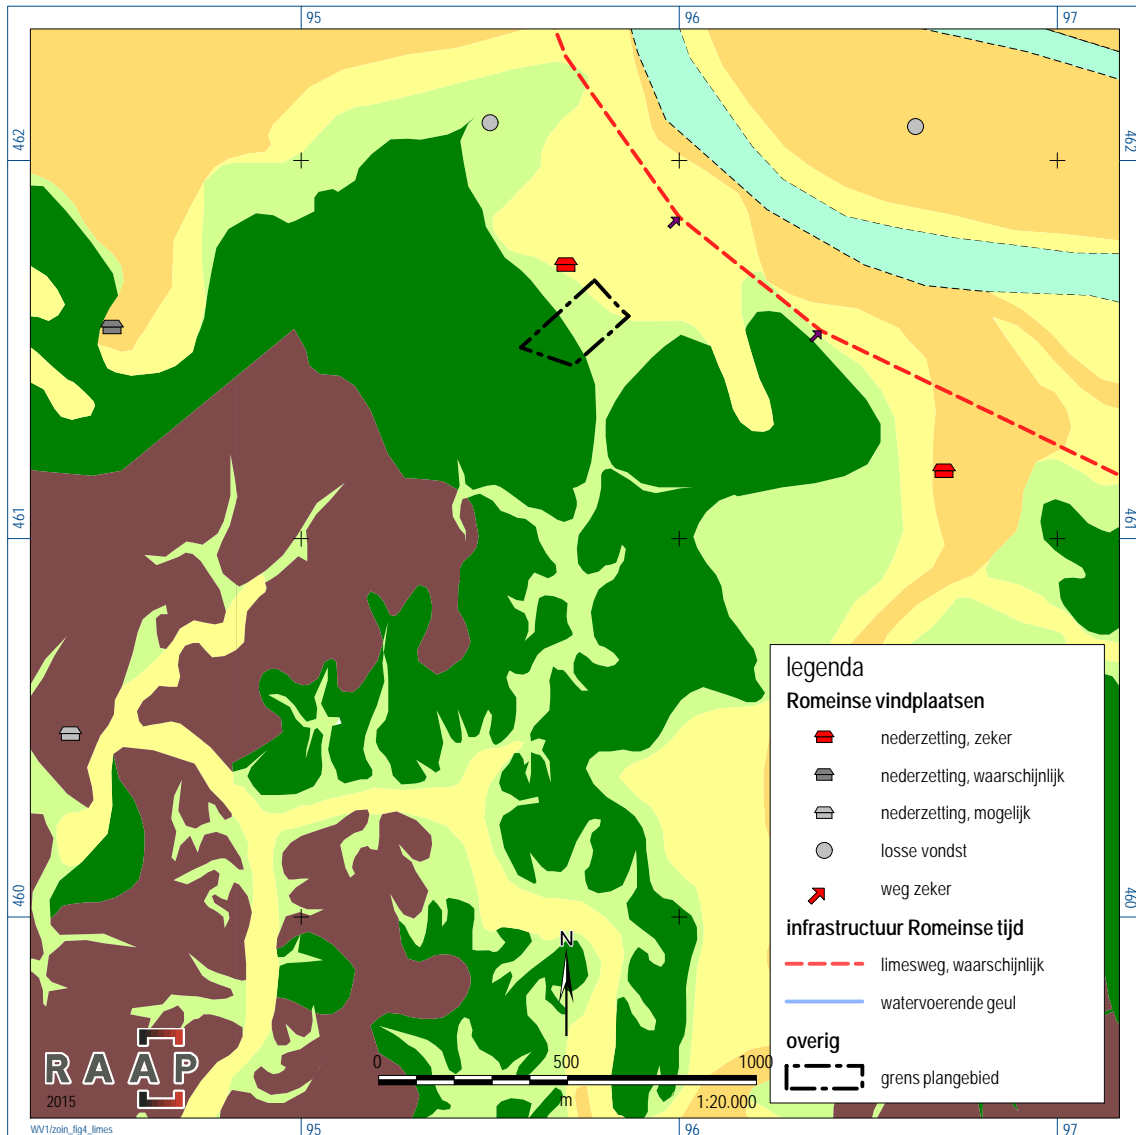 95 96 97
462 462
461 461
460 460
legenda
Romeinse vindplaatsen
nederzetting, zeker
nederzetting, waarschijnlijk
nederzetting, mogelijk
losse vondst
weg zeker
infrastructuur Romeinse tijd
limesweg, waarschijnlijk
watervoerende geul
overig
grens plangebied
N
0 500 1000
m 1:20.000
RAAP
2015
95 96 97
WV1/zoin_fig4_limes